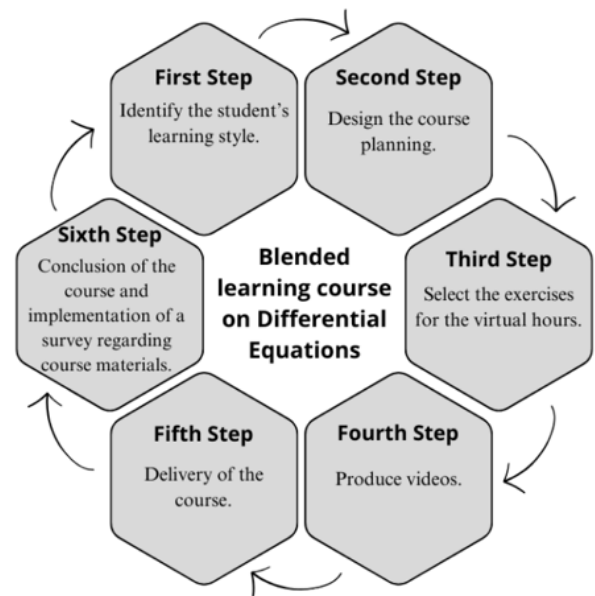 First Step
Identify the student's
learning style.
Second Step
Design the course
planning.
Third Step
Select the exercises
for the virtual hours.
Fourth Step
Produce videos.
Fifth Step
Delivery of the
course.
Sixth Step
Conclusion of the
course and
implementation of a
survey regarding
course materials.
Blended
learning course
on Differential
Equations